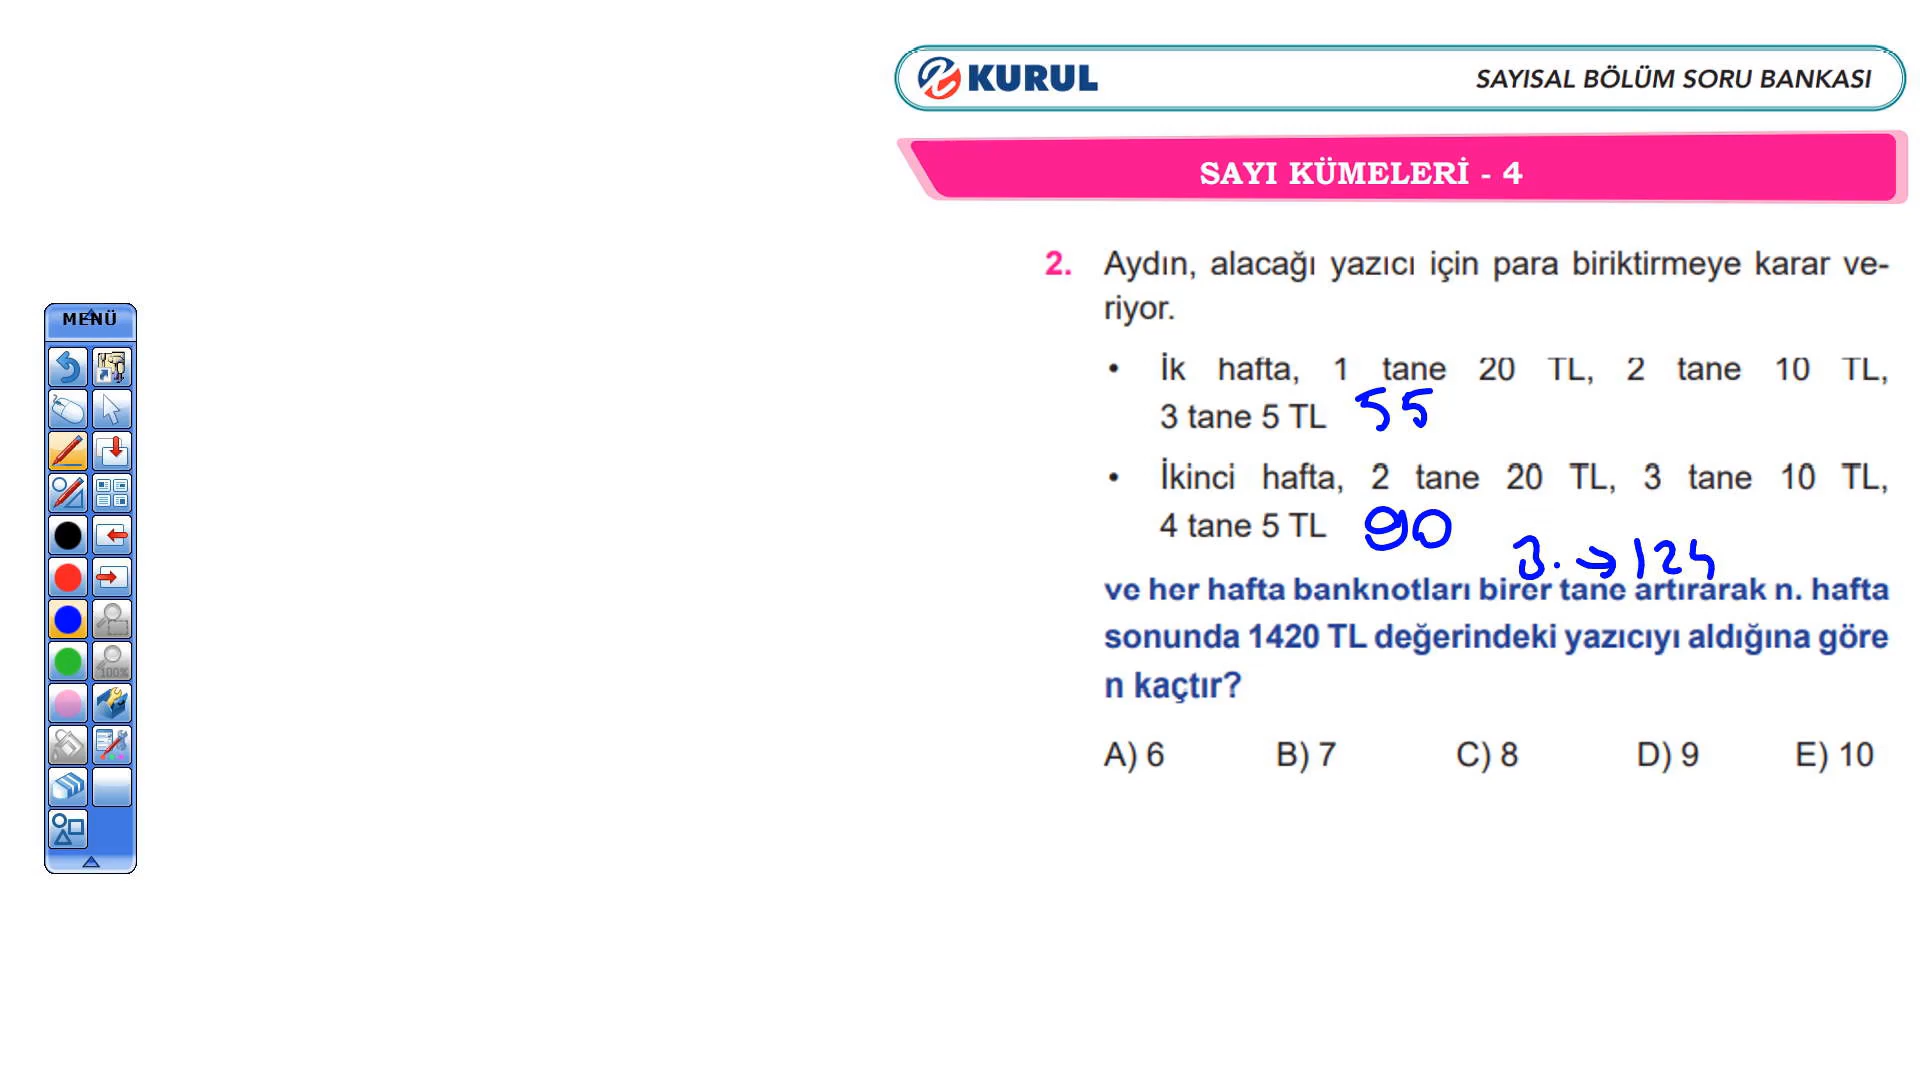 KURUL
SAYISAL BÖLÜM SORU BANKASI
SAYI KÜMELERİ - 4
2. Aydın, alacağı yazıcı için para biriktirmeye karar ve-
riyor.
• İk hafta, 1 tane 20 TL, 2 tane 10 TL,
3 tane 5 TL 55
• İkinci hafta, 2 tane 20 TL, 3 tane 10 TL,
4 tane 5 TL 90
3. → 124
ve her hafta banknotları birer tane artırarak n. hafta
sonunda 1420 TL değerindeki yazıcıyı aldığına göre
n kaçtır?
A) 6 B) 7 C) 8 D) 9 E) 10
MENÜ
100%